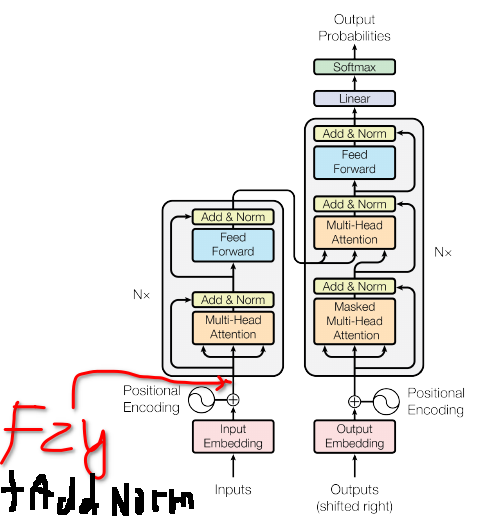 Output
Probabilities
Softmax
Linear
Add & Norm
Feed
Forward
Add & Norm
Multi-Head
Attention
Nx
Add & Norm
Masked
Multi-Head
Attention
Positional
Encoding
Output
Embedding
Outputs
(shifted right)
Add & Norm
Feed
Forward
Nx
Add & Norm
Multi-Head
Attention
Positional
Encoding
Input
Embedding
Inputs
Fzy
+Add Norm